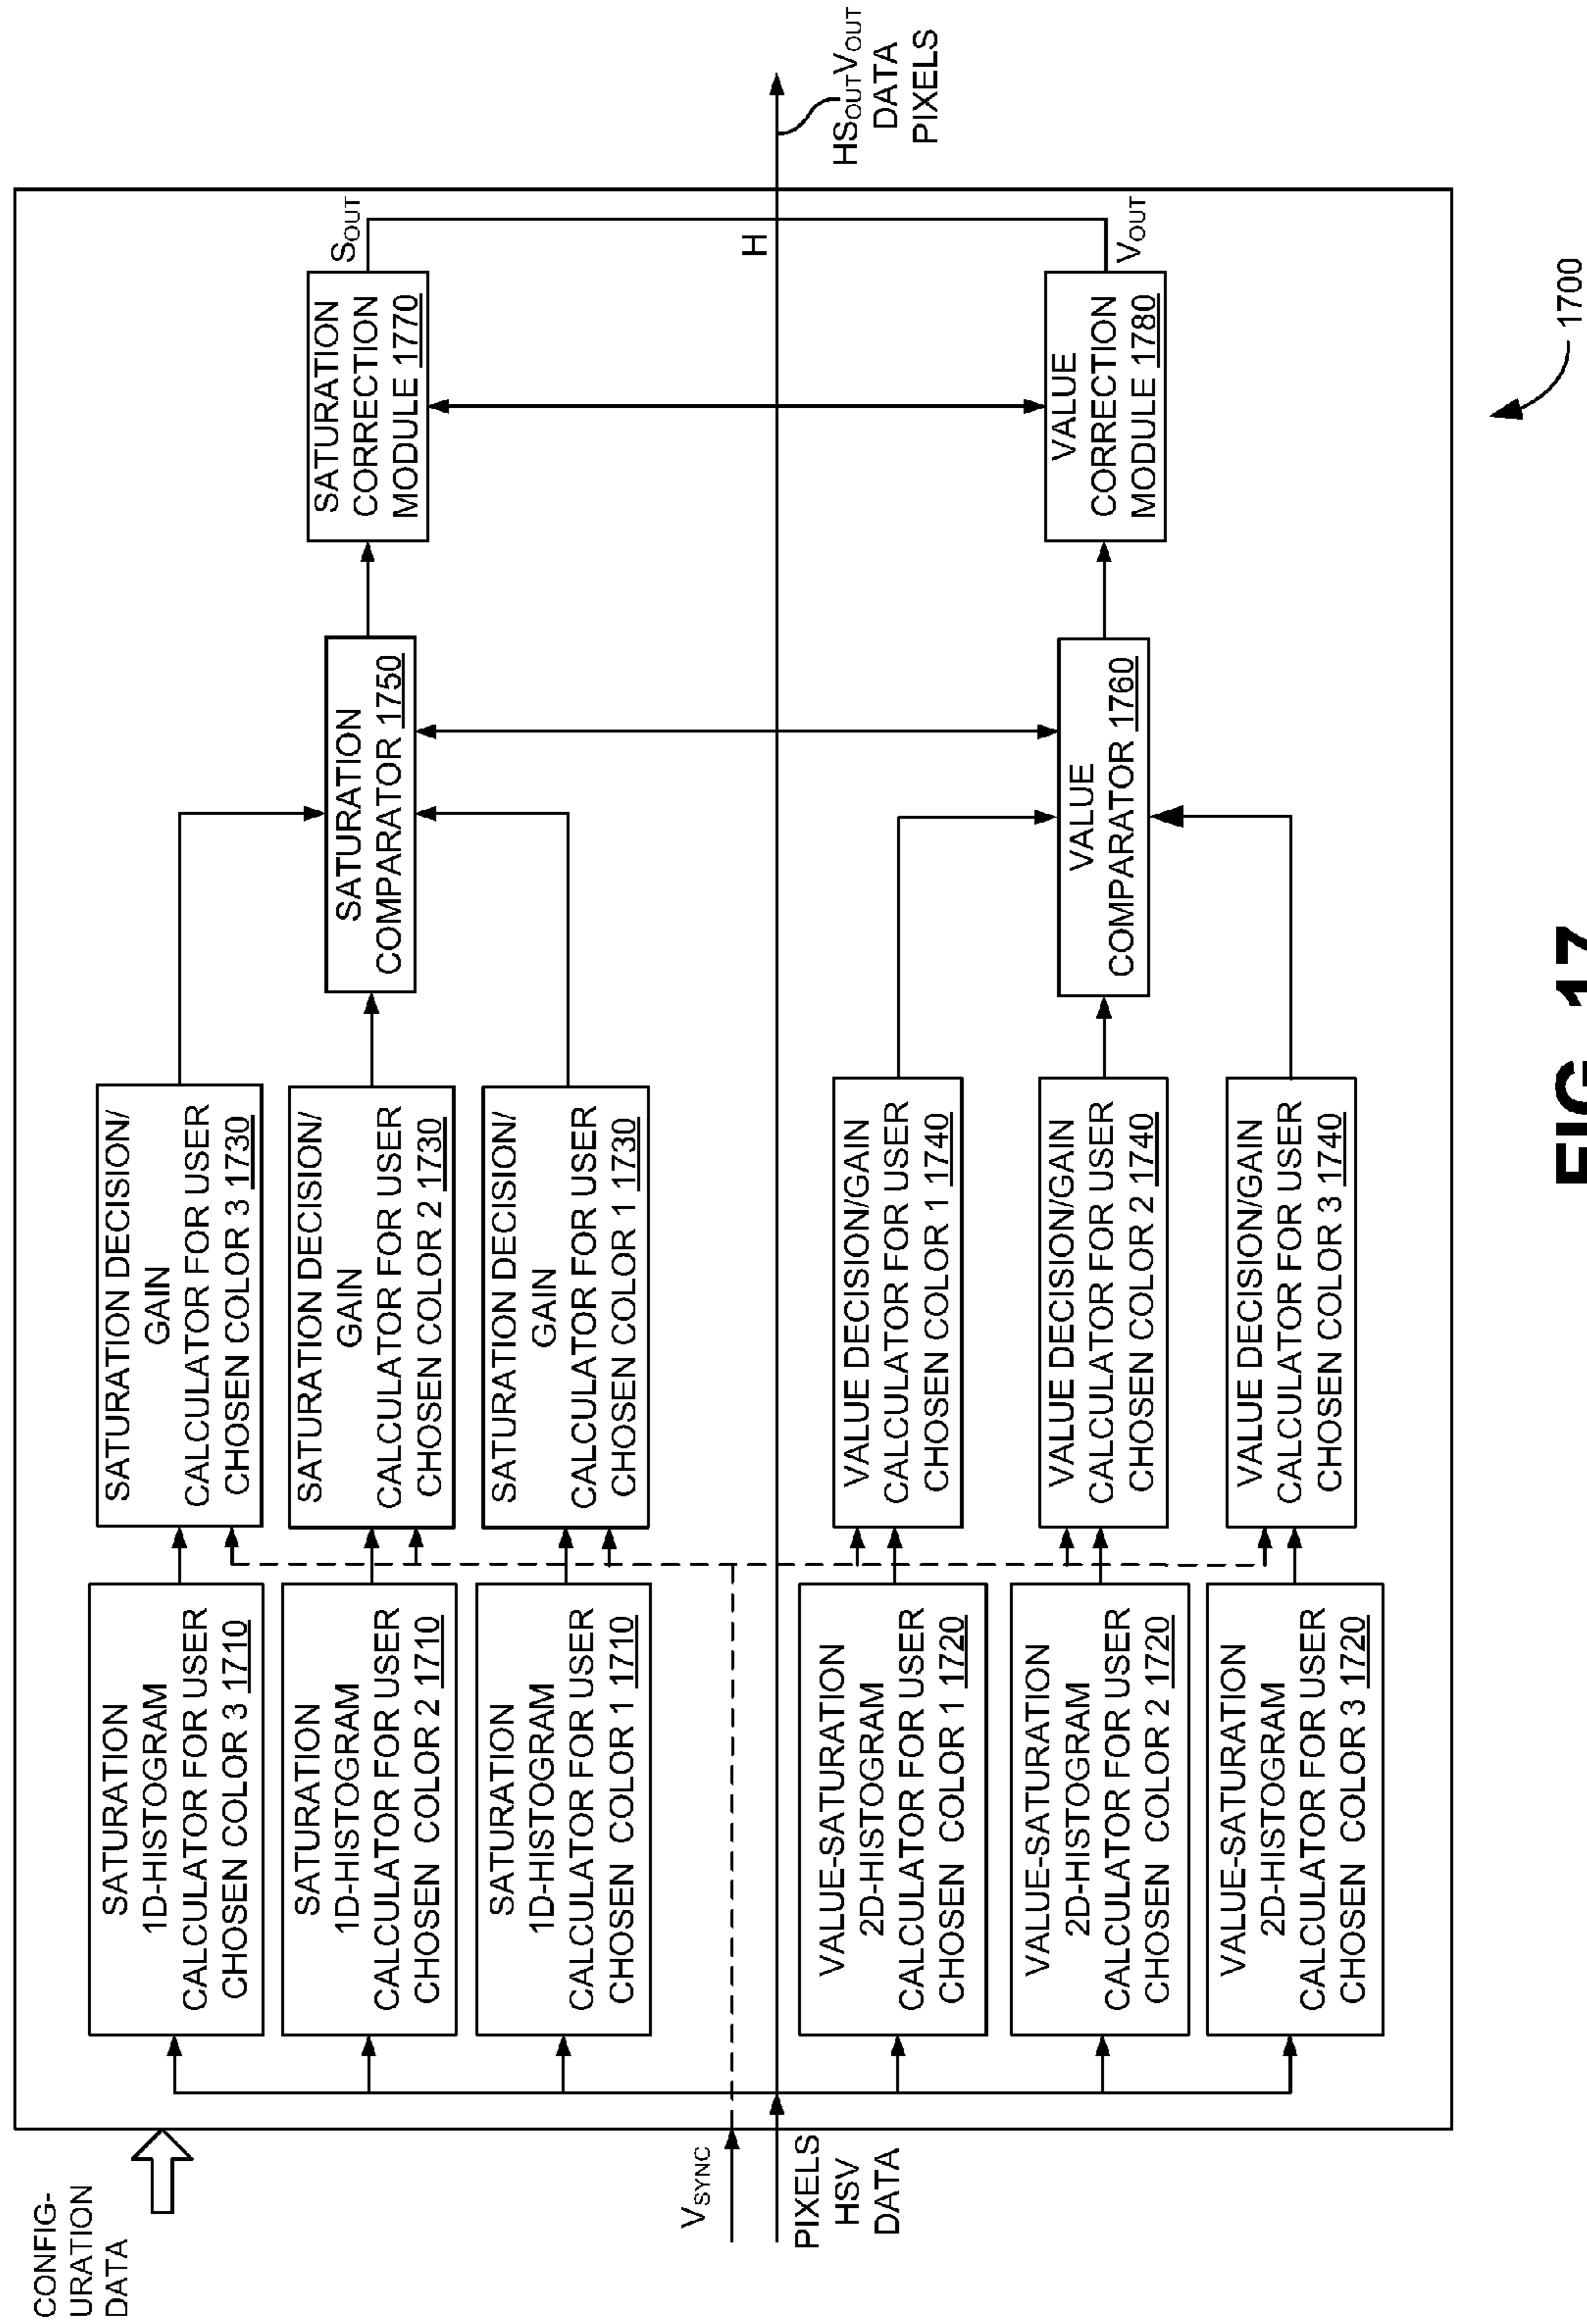 CONFIG-
URATION
DATA
V_SYNC
PIXELS
HSV
DATA
SATURATION
1D-HISTOGRAM
CALCULATOR FOR USER
CHOSEN COLOR 3 1710
SATURATION
1D-HISTOGRAM
CALCULATOR FOR USER
CHOSEN COLOR 2 1710
SATURATION
1D-HISTOGRAM
CALCULATOR FOR USER
CHOSEN COLOR 1 1710
VALUE-SATURATION
2D-HISTOGRAM
CALCULATOR FOR USER
CHOSEN COLOR 1 1720
VALUE-SATURATION
2D-HISTOGRAM
CALCULATOR FOR USER
CHOSEN COLOR 2 1720
VALUE-SATURATION
2D-HISTOGRAM
CALCULATOR FOR USER
CHOSEN COLOR 3 1720
SATURATION DECISION/
GAIN
CALCULATOR FOR USER
CHOSEN COLOR 3 1730
SATURATION DECISION/
GAIN
CALCULATOR FOR USER
CHOSEN COLOR 2 1730
SATURATION DECISION/
GAIN
CALCULATOR FOR USER
CHOSEN COLOR 1 1730
VALUE DECISION/GAIN
CALCULATOR FOR USER
CHOSEN COLOR 1 1740
VALUE DECISION/GAIN
CALCULATOR FOR USER
CHOSEN COLOR 2 1740
VALUE DECISION/GAIN
CALCULATOR FOR USER
CHOSEN COLOR 3 1740
SATURATION
COMPARATOR 1750
VALUE
COMPARATOR 1760
SATURATION
CORRECTION
MODULE 1770
VALUE
CORRECTION
MODULE 1780
S_OUT
H
V_OUT
HS_OUTV_OUT
DATA
PIXELS
1700
FIG. 17